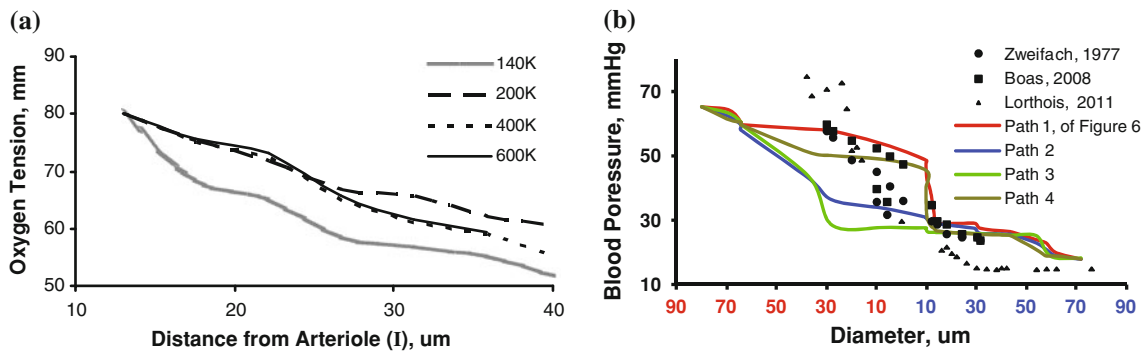 (a)
Oxygen Tension, mm
90
80
70
60
50
10
20
30
40
Distance from Arteriole (I), um
140K
200K
400K
600K
(b)
Blood Poressure, mmHg
70
50
30
10
90
70
50
30
10
10
30
50
70
90
Diameter, um
Zweifach, 1977
Boas, 2008
Lorthois, 2011
Path 1, of Figure 6
Path 2
Path 3
Path 4